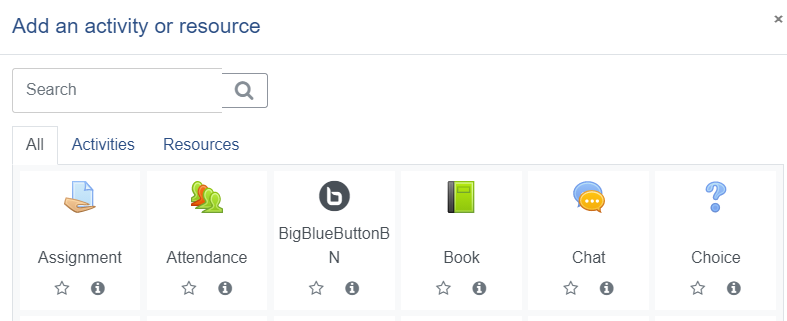 Add an activity or resource
×
Search
All Activities Resources
Assignment Attendance BigBlueButtonB
N Book Chat Choice